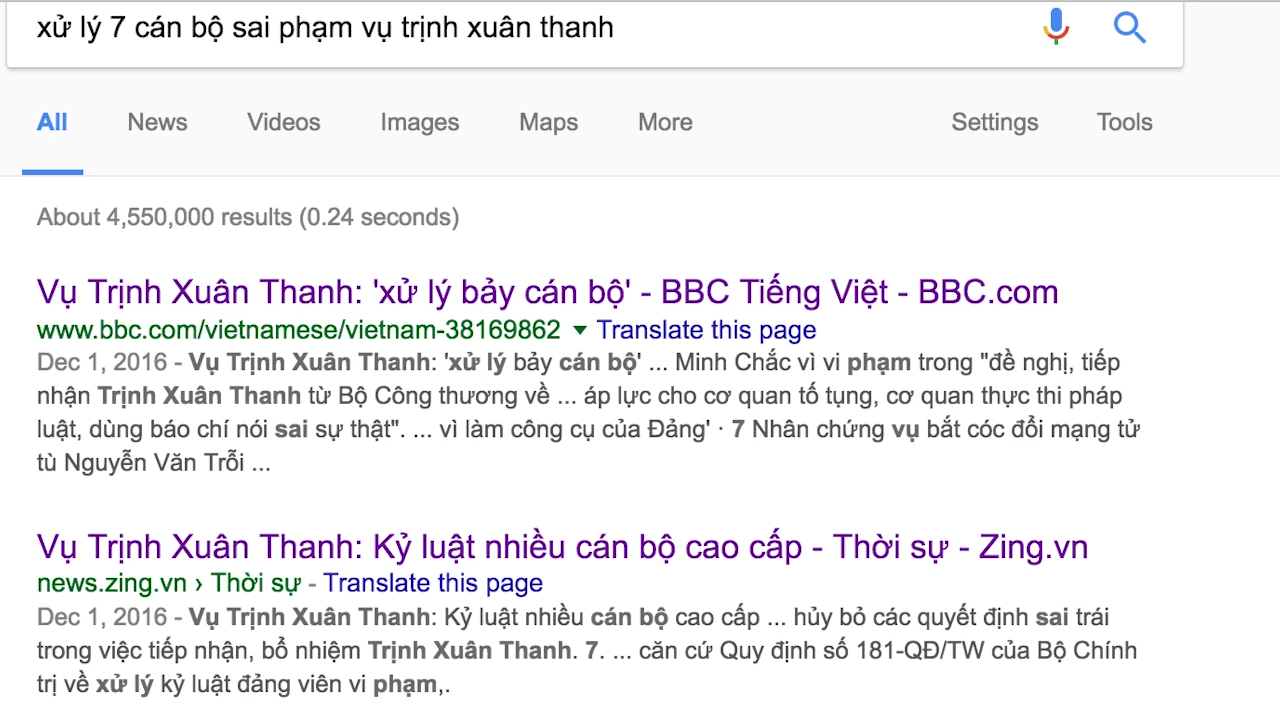 xử lý 7 cán bộ sai phạm vụ trịnh xuân thanh
All News Videos Images Maps More Settings Tools
About 4,550,000 results (0.24 seconds)
Vụ Trịnh Xuân Thanh: 'xử lý bảy cán bộ' - BBC Tiếng Việt - BBC.com
www.bbc.com/vietnamese/vietnam-38169862 Translate this page
Dec 1, 2016 - Vụ Trịnh Xuân Thanh: 'xử lý bảy cán bộ' ... Minh Chắc vì vi phạm trong "đề nghị, tiếp
nhận Trịnh Xuân Thanh từ Bộ Công thương về ... áp lực cho cơ quan tố tụng, cơ quan thực thi pháp
luật, dùng báo chí nói sai sự thật". ... vì làm công cụ của Đảng' · 7 Nhân chứng vụ bắt cóc đổi mạng tử
tù Nguyễn Văn Trỗi ...
Vụ Trịnh Xuân Thanh: Kỷ luật nhiều cán bộ cao cấp - Thời sự - Zing.vn
news.zing.vn › Thời sự - Translate this page
Dec 1, 2016 - Vụ Trịnh Xuân Thanh: Kỷ luật nhiều cán bộ cao cấp ... hủy bỏ các quyết định sai trái
trong việc tiếp nhận, bổ nhiệm Trịnh Xuân Thanh. 7. ... căn cứ Quy định số 181-QĐ/TW của Bộ Chính
trị về xử lý kỷ luật đảng viên vi phạm,.